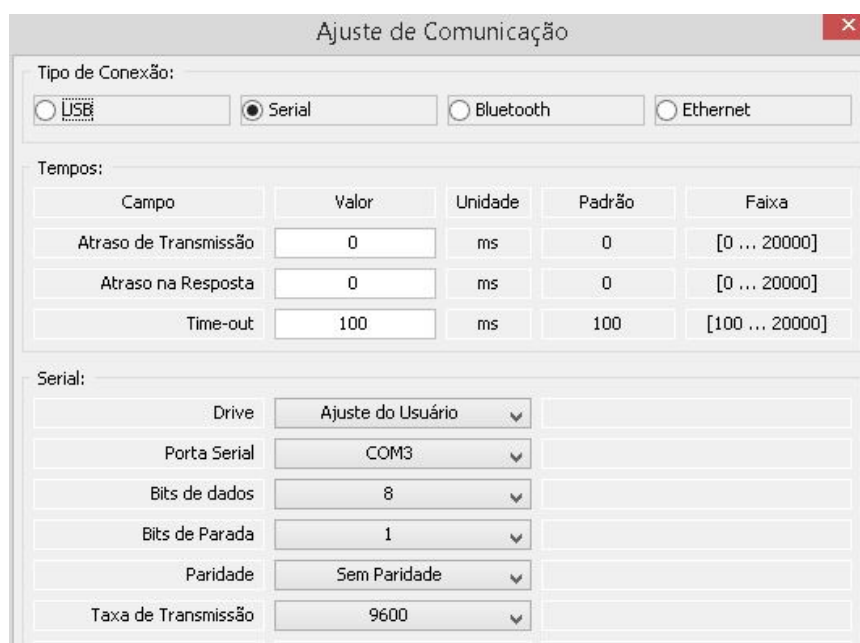 Ajuste de Comunicação
Tipo de Conexão:
USB Serial Bluetooth Ethernet
Tempos:
Campo Valor Unidade Padrão Faixa
Atraso de Transmissão 0 ms 0 [0 ... 20000]
Atraso na Resposta 0 ms 0 [0 ... 20000]
Time-out 100 ms 100 [100 ... 20000]
Serial:
Drive Ajuste do Usuário
Porta Serial COM3
Bits de dados 8
Bits de Parada 1
Paridade Sem Paridade
Taxa de Transmissão 9600